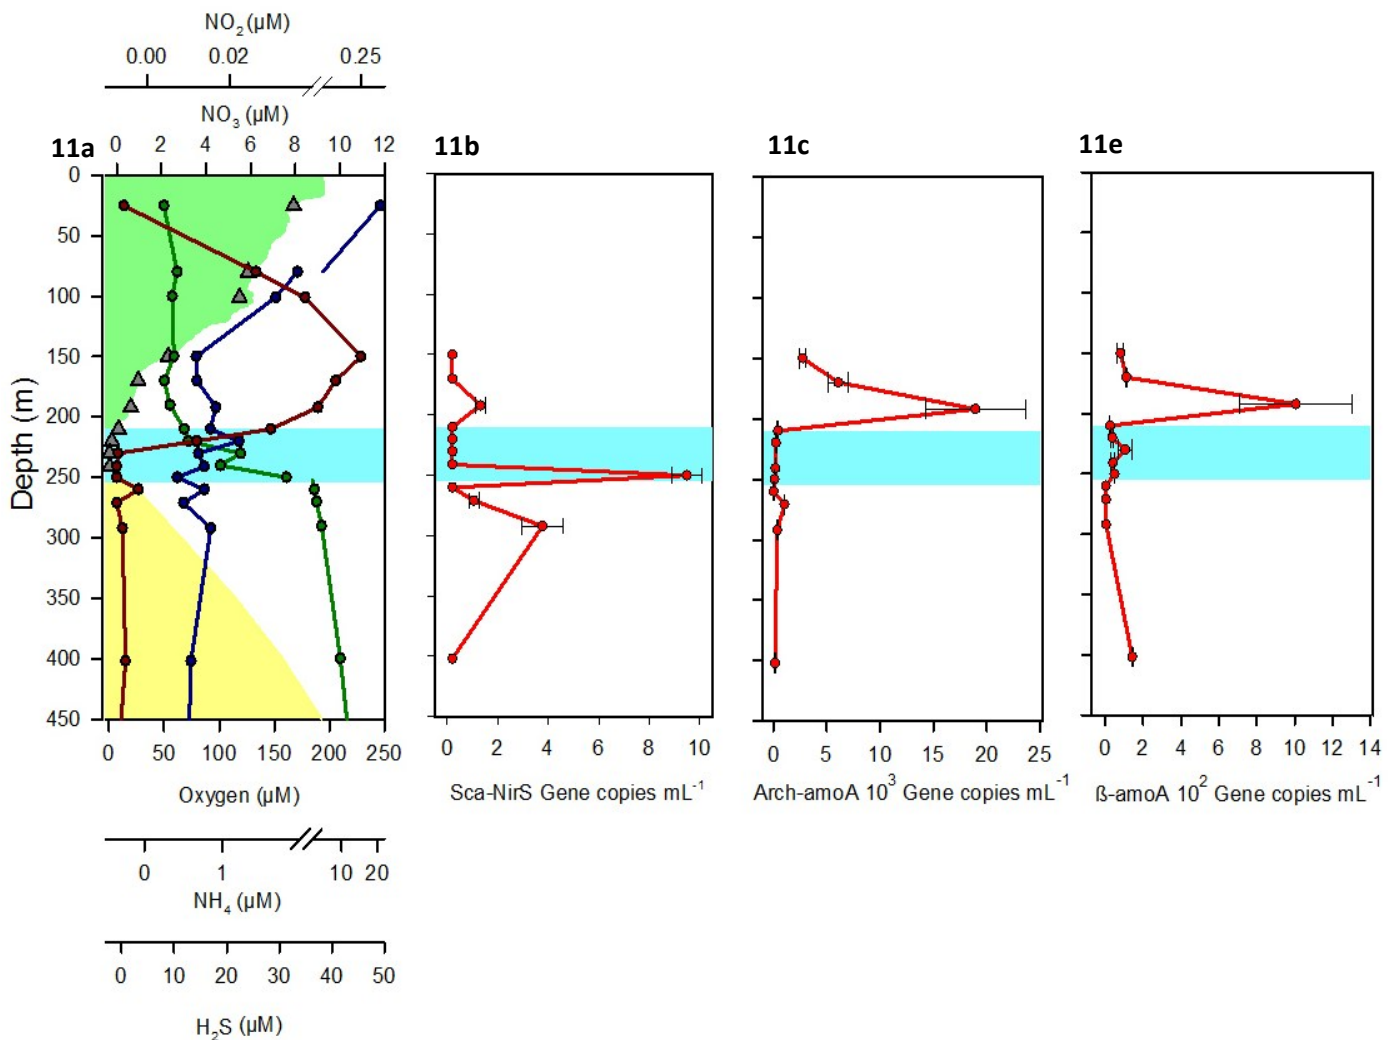 NO2 (µM)
0.00 0.02 0.25
NO3 (µM)
0 2 4 6 8 10 12
11a 11b 11c 11e
0
50
100
150
200
250
300
350
400
450
Depth (m)
0 50 100 150 200 250
0 2 4 6 8 10
0 5 10 15 20 25
0 2 4 6 8 10 12 14
Oxygen (µM)
Sca-NirS Gene copies mL-1
Arch-amoA 103 Gene copies mL-1
ß-amoA 102 Gene copies mL-1
0 1 10 20
NH4 (µM)
0 10 20 30 40 50
H2S (µM)